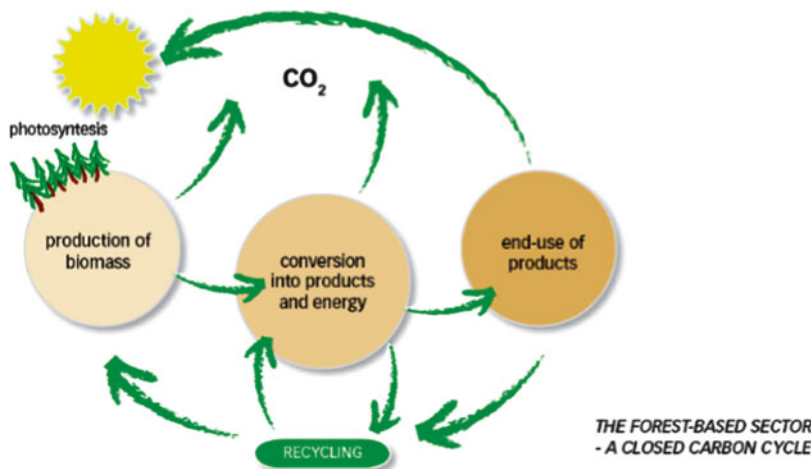 CO₂
photosyntesis
production of
biomass
conversion
into products
and energy
end-use of
products
RECYCLING
THE FOREST-BASED SECTOR
- A CLOSED CARBON CYCLE